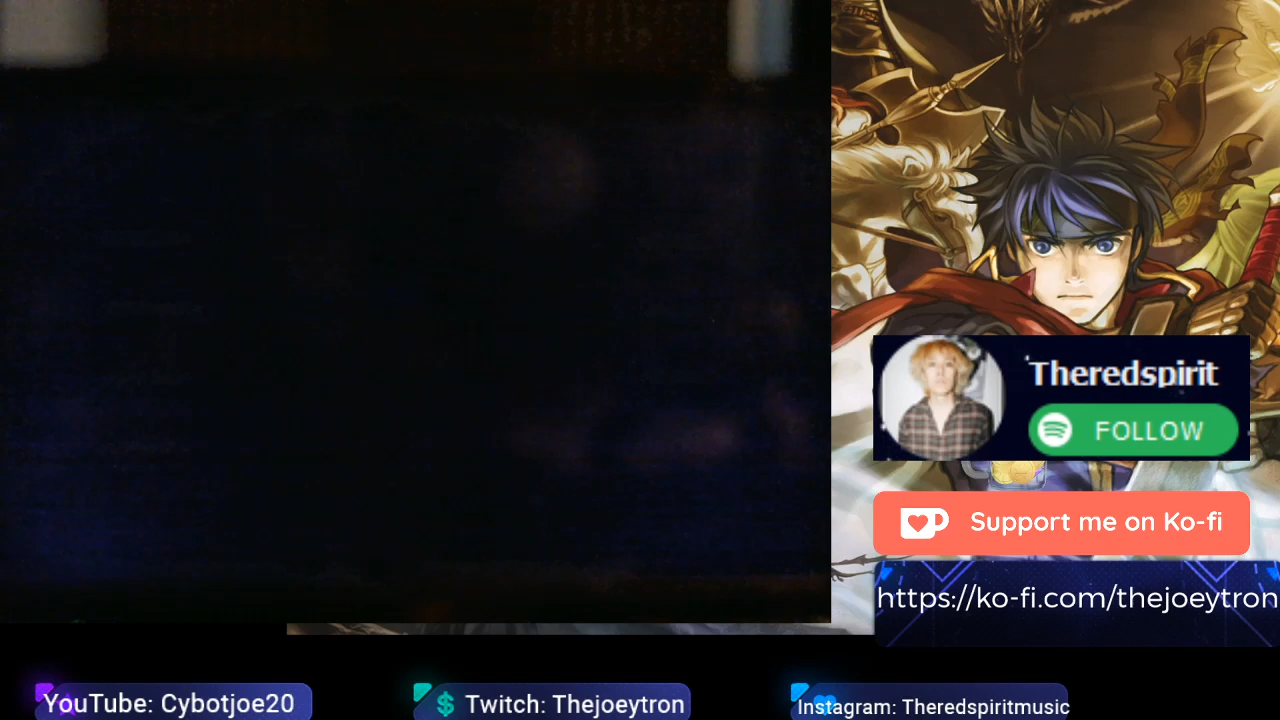 Theredspirit
FOLLOW
Support me on Ko-fi
https://ko-fi.com/thejoeytron
YouTube: Cybotjoe20
$ Twitch: Thejoeytron
Instagram: Theredspiritmusic